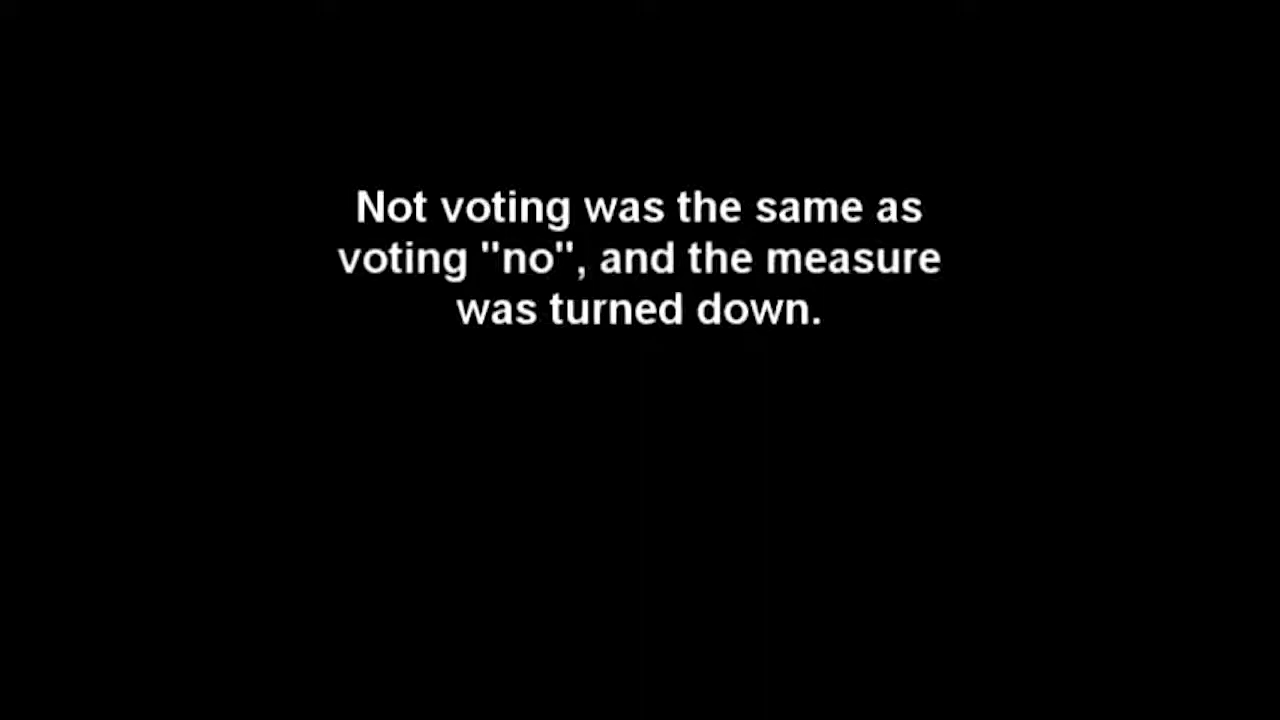 Not voting was the same as
voting "no", and the measure
was turned down.